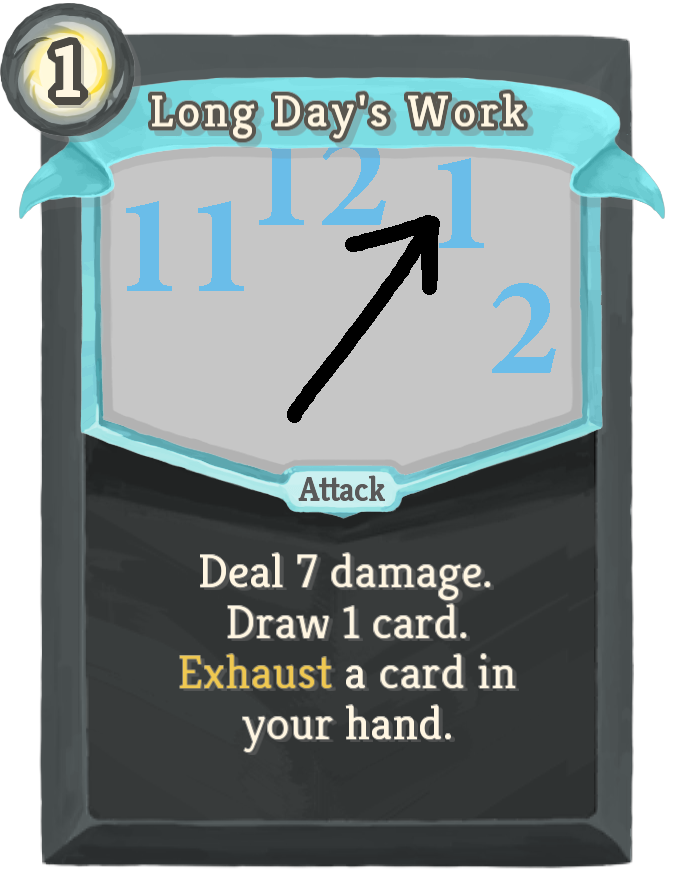 1
Long Day's Work
11 12 1
2
Attack
Deal 7 damage.
Draw 1 card.
Exhaust a card in
your hand.